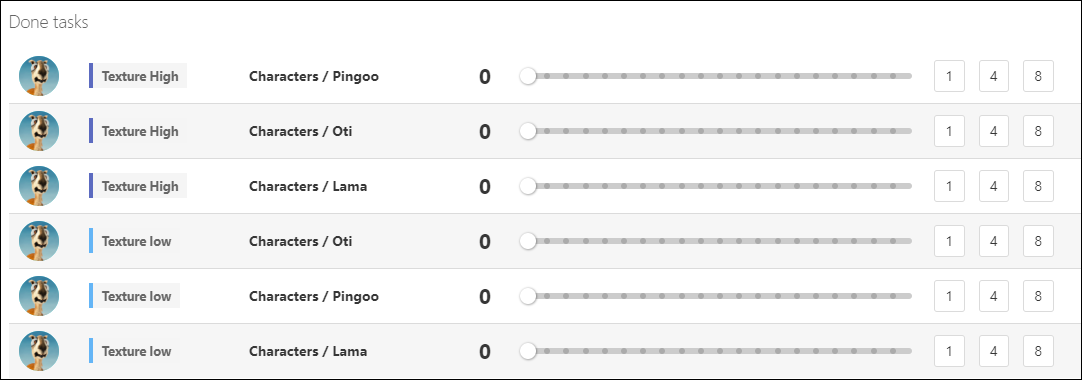 Done tasks
Texture High Characters / Pingoo 0 1 4 8
Texture High Characters / Oti 0 1 4 8
Texture High Characters / Lama 0 1 4 8
Texture low Characters / Oti 0 1 4 8
Texture low Characters / Pingoo 0 1 4 8
Texture low Characters / Lama 0 1 4 8